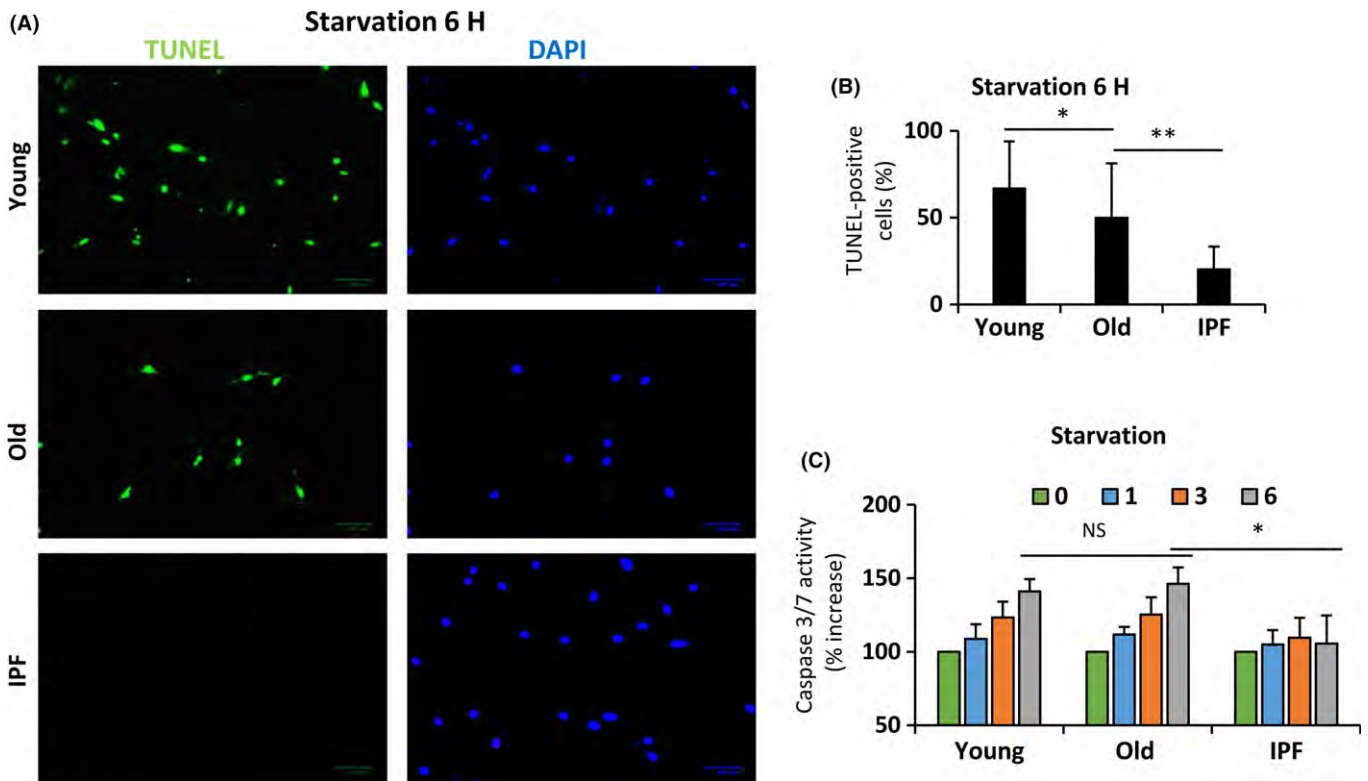 (A)
Starvation 6 H
TUNEL
DAPI
Young
Old
IPF
(B)
Starvation 6 H
TUNEL-positive
cells (%)
100
50
0
*
**
Young Old IPF
(C)
Starvation
0 1 3 6
Caspase 3/7 activity
(% increase)
200
150
100
50
NS
*
Young Old IPF